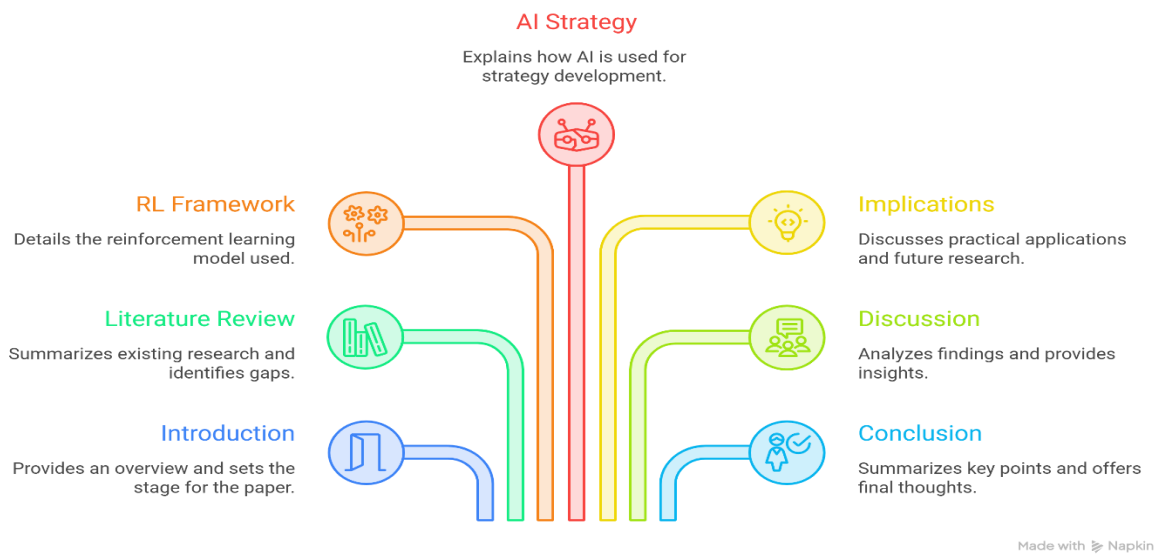 AI Strategy
Explains how AI is used for
strategy development.
RL Framework
Details the reinforcement learning
model used.
Literature Review
Summarizes existing research and
identifies gaps.
Introduction
Provides an overview and sets the
stage for the paper.
Implications
Discusses practical applications
and future research.
Discussion
Analyzes findings and provides
insights.
Conclusion
Summarizes key points and offers
final thoughts.
Made with Napkin